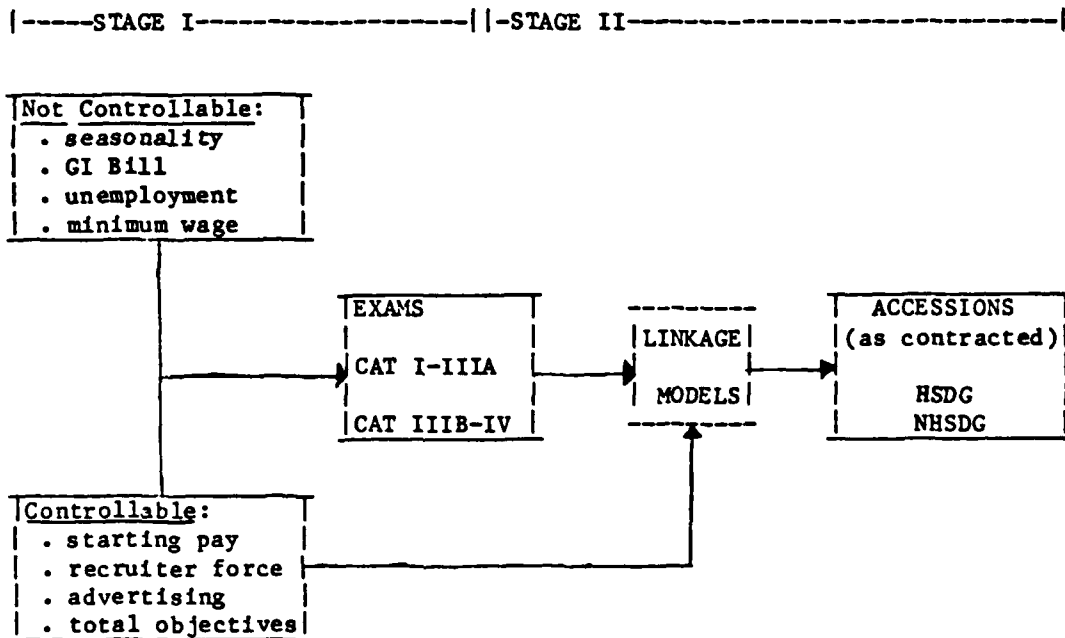 |-----STAGE I----------------||-STAGE II--------------------------|
Not Controllable:
. seasonality
. GI Bill
. unemployment
. minimum wage
EXAMS
CAT I-IIIA
CAT IIIB-IV
LINKAGE
MODELS
ACCESSIONS
(as contracted)
HSDG
NHSDG
Controllable:
. starting pay
. recruiter force
. advertising
. total objectives